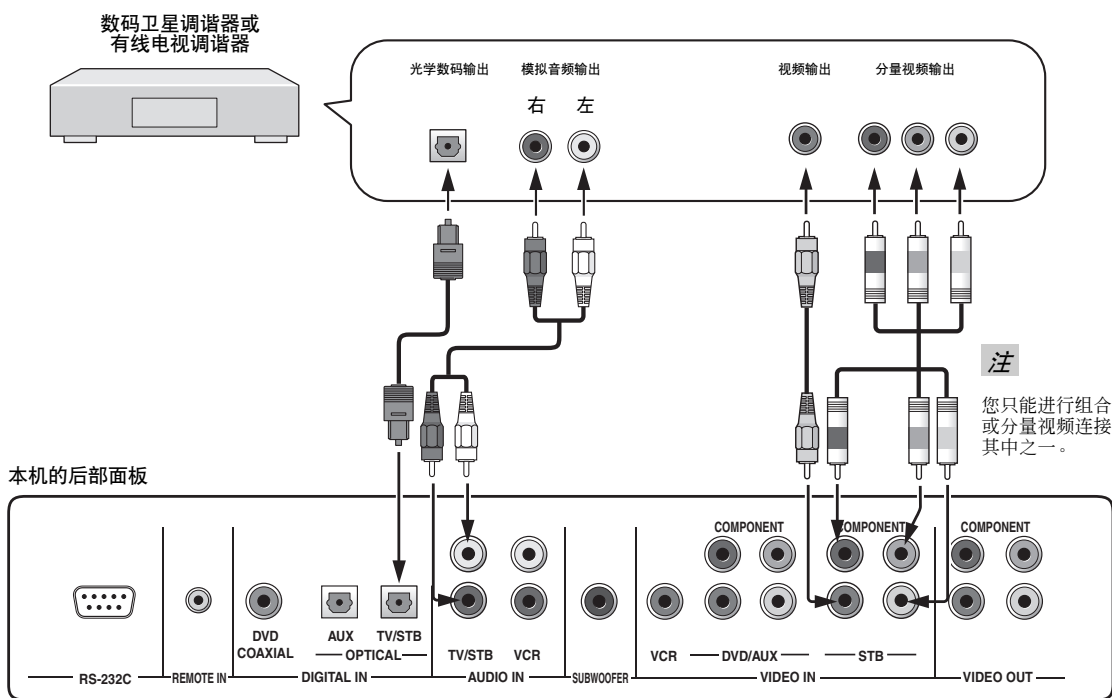 数码卫星调谐器或
有线电视调谐器
光学数码输出
模拟音频输出
视频输出
分量视频输出
右
左
注
您只能进行组合
或分量视频连接
其中之一。
本机的后部面板
COMPONENT
COMPONENT
COMPONENT
DVD
COAXIAL
AUX
TV/STB
OPTICAL
TV/STB
VCR
VCR
DVD/AUX
STB
RS-232C
REMOTE IN
DIGITAL IN
AUDIO IN
SUBWOOFER
VIDEO IN
VIDEO OUT